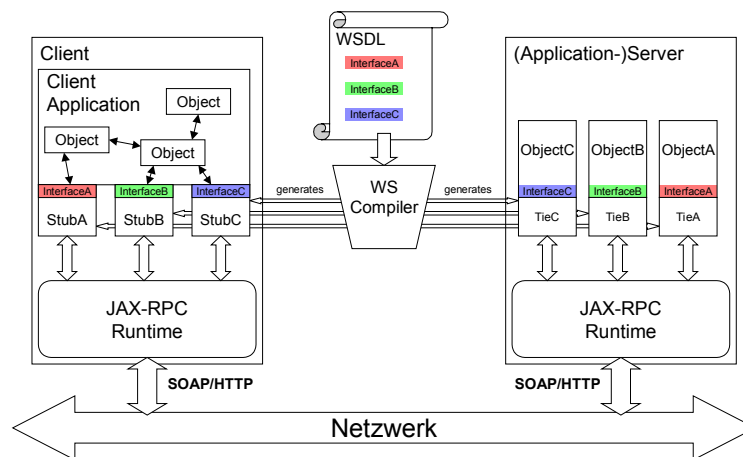 Client
Client
Application
Object
Object
Object
InterfaceA
InterfaceB
InterfaceC
StubA
StubB
StubC
JAX-RPC
Runtime
SOAP/HTTP
WSDL
InterfaceA
InterfaceB
InterfaceC
generates
WS
Compiler
generates
(Application-)Server
ObjectC
ObjectB
ObjectA
InterfaceC
InterfaceB
InterfaceA
TieC
TieB
TieA
JAX-RPC
Runtime
SOAP/HTTP
Netzwerk